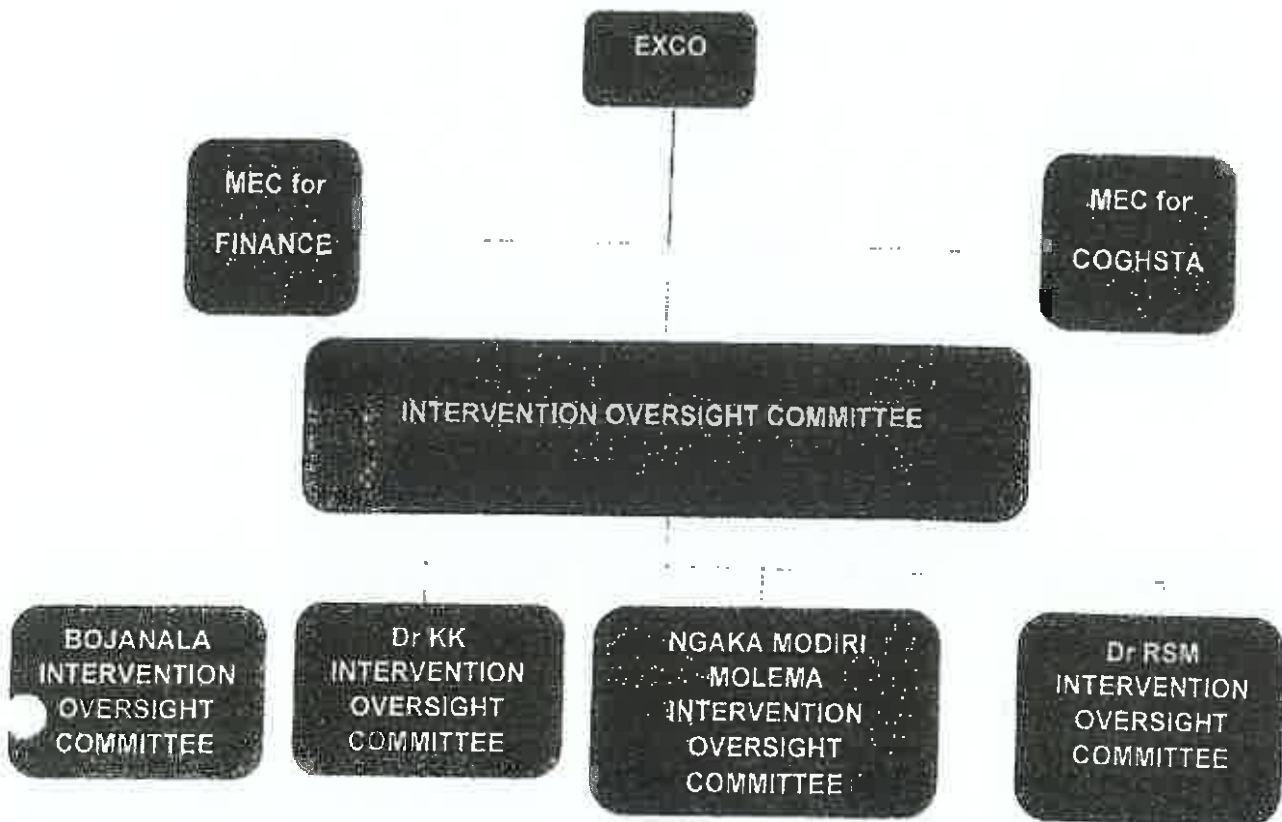 EXCO
MEC for
FINANCE
MEC for
COGHSTA
INTERVENTION OVERSIGHT COMMITTEE
BOJANALA
INTERVENTION
OVERSIGHT
COMMITTEE
Dr KK
INTERVENTION
OVERSIGHT
COMMITTEE
NGAKA MODIRI
MOLEMA
INTERVENTION
OVERSIGHT
COMMITTEE
Dr RSM
INTERVENTION
OVERSIGHT
COMMITTEE